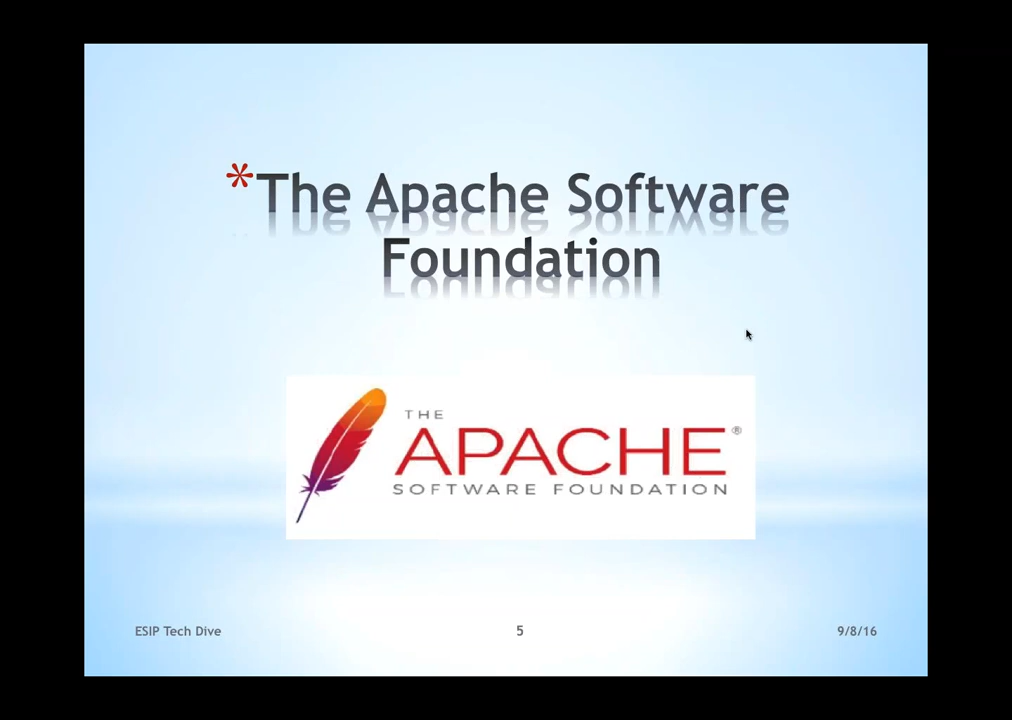 *The Apache Software
Foundation
THE
APACHE®
SOFTWARE FOUNDATION
ESIP Tech Dive
5
9/8/16